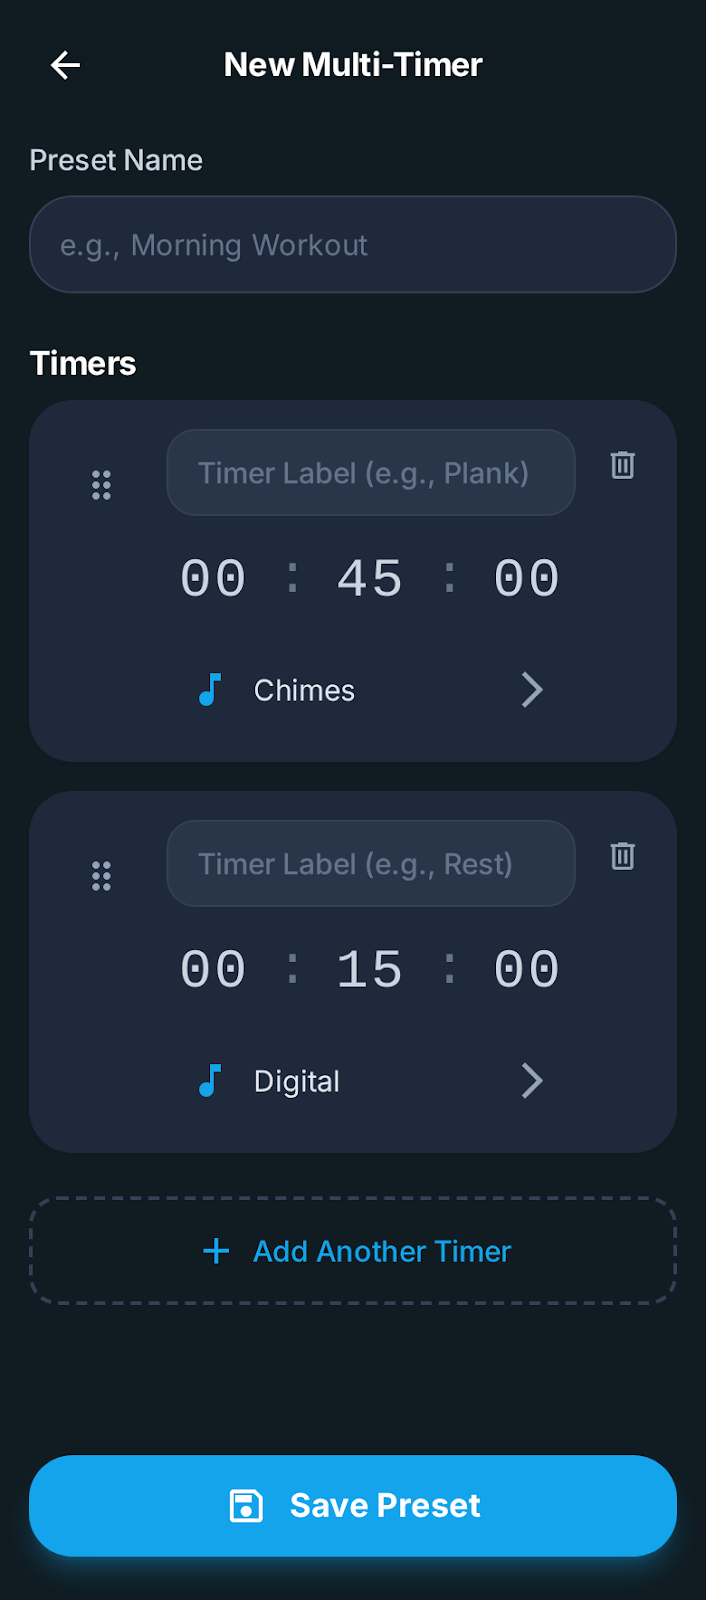 New Multi-Timer
Preset Name
e.g., Morning Workout
Timers
Timer Label (e.g., Plank)
00 : 45 : 00
Chimes
Timer Label (e.g., Rest)
00 : 15 : 00
Digital
Add Another Timer
Save Preset